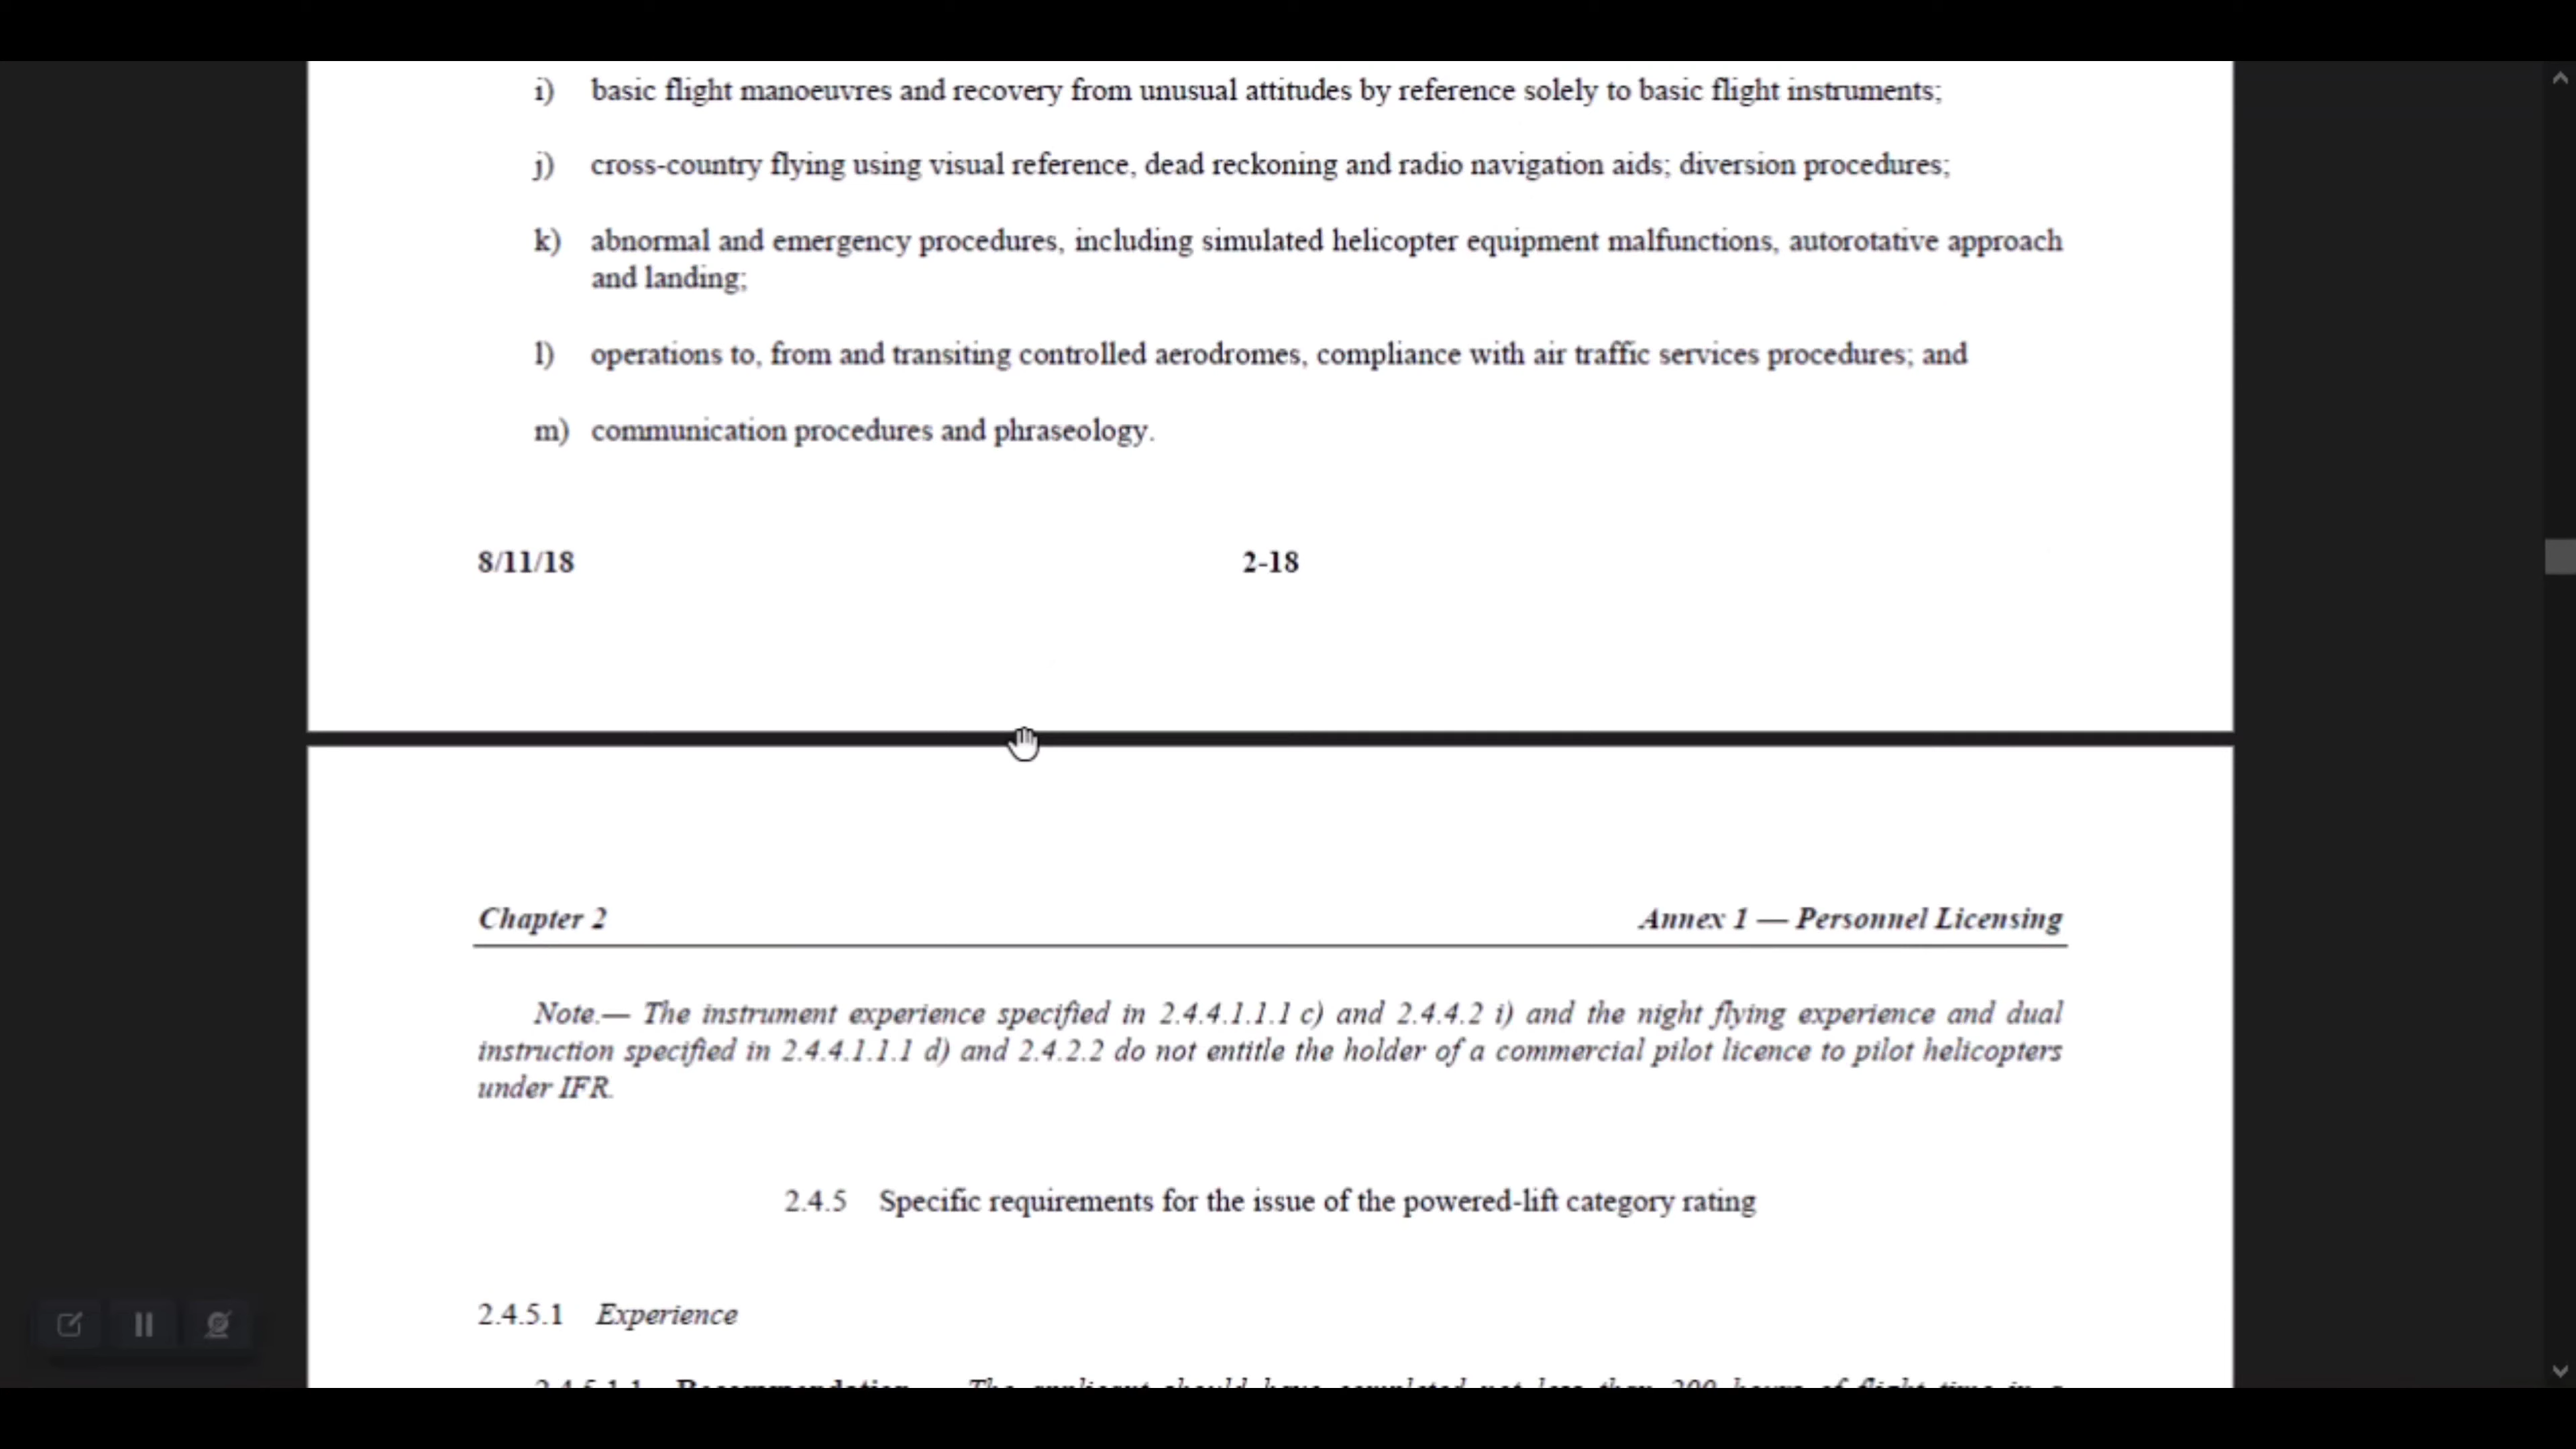 i) basic flight manoeuvres and recovery from unusual attitudes by reference solely to basic flight instruments;
j) cross-country flying using visual reference, dead reckoning and radio navigation aids; diversion procedures;
k) abnormal and emergency procedures, including simulated helicopter equipment malfunctions, autorotative approach
and landing;
l) operations to, from and transiting controlled aerodromes, compliance with air traffic services procedures; and
m) communication procedures and phraseology.
8/11/18 2-18
Chapter 2 Annex 1 — Personnel Licensing
Note.— The instrument experience specified in 2.4.4.1.1.1 c) and 2.4.4.2 i) and the night flying experience and dual
instruction specified in 2.4.4.1.1.1 d) and 2.4.2.2 do not entitle the holder of a commercial pilot licence to pilot helicopters
under IFR.
2.4.5 Specific requirements for the issue of the powered-lift category rating
2.4.5.1 Experience